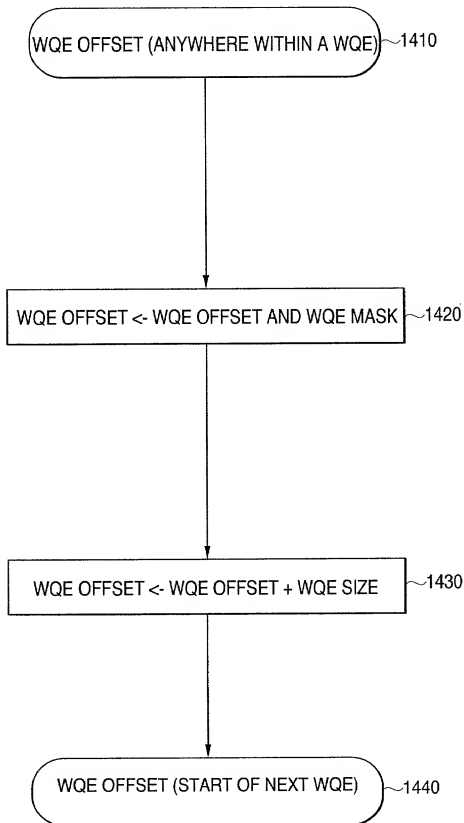 WQE OFFSET (ANYWHERE WITHIN A WQE) 1410
WQE OFFSET <- WQE OFFSET AND WQE MASK 1420
WQE OFFSET <- WQE OFFSET + WQE SIZE 1430
WQE OFFSET (START OF NEXT WQE) 1440